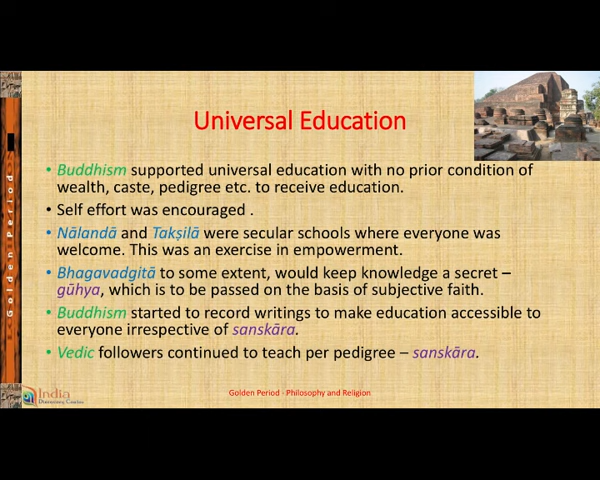 Universal Education
• Buddhism supported universal education with no prior condition of
wealth, caste, pedigree etc. to receive education.
• Self effort was encouraged .
• Nālandā and Takṣilā were secular schools where everyone was
welcome. This was an exercise in empowerment.
• Bhagavadgitā to some extent, would keep knowledge a secret –
gūhya, which is to be passed on the basis of subjective faith.
• Buddhism started to record writings to make education accessible to
everyone irrespective of sanskāra.
• Vedic followers continued to teach per pedigree – sanskāra.
Golden Period
India
Discovery Center
Golden Period - Philosophy and Religion